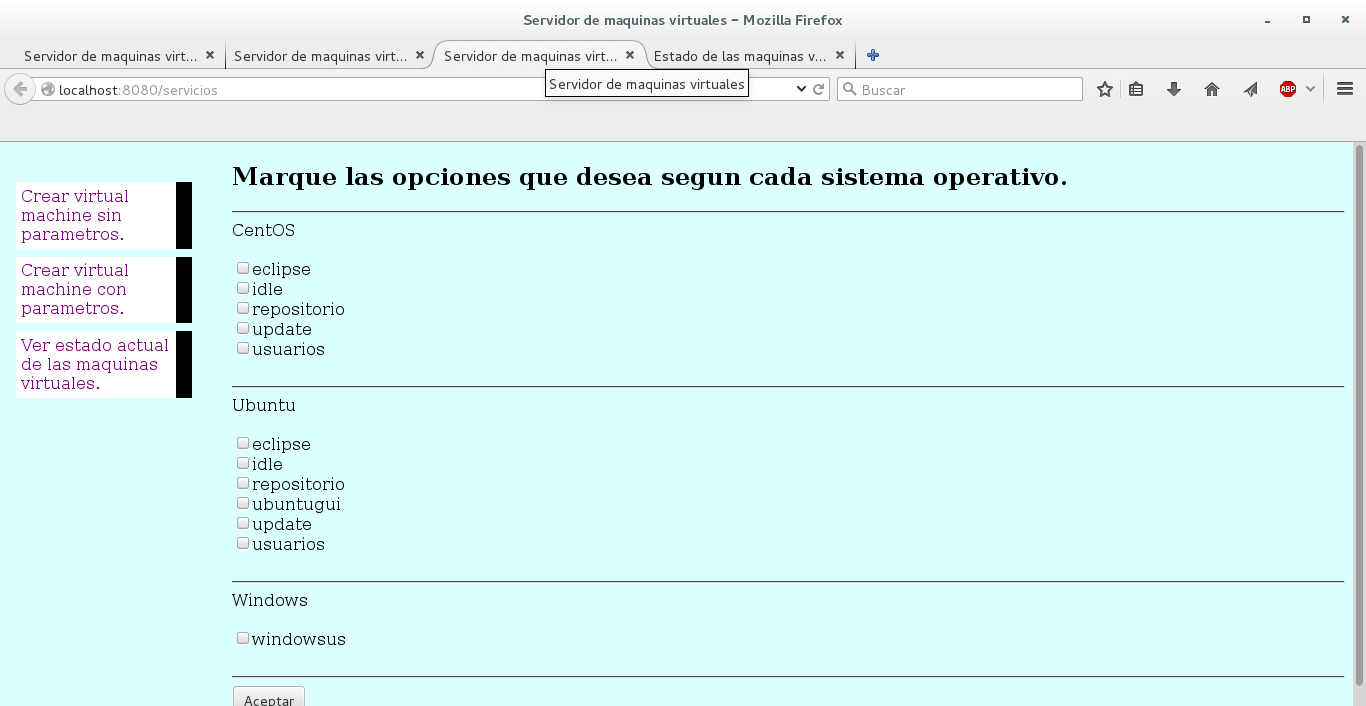 Servidor de maquinas virtuales - Mozilla Firefox
Servidor de maquinas virt...
Servidor de maquinas virt...
Servidor de maquinas virt...
Estado de las maquinas v...
Servidor de maquinas virtuales
localhost:8080/servicios
Buscar
ABP
Crear virtual
machine sin
parametros.
Crear virtual
machine con
parametros.
Ver estado actual
de las maquinas
virtuales.
Marque las opciones que desea segun cada sistema operativo.
CentOS
eclipse
idle
repositorio
update
usuarios
Ubuntu
eclipse
idle
repositorio
ubuntugui
update
usuarios
Windows
windowsus
Aceptar